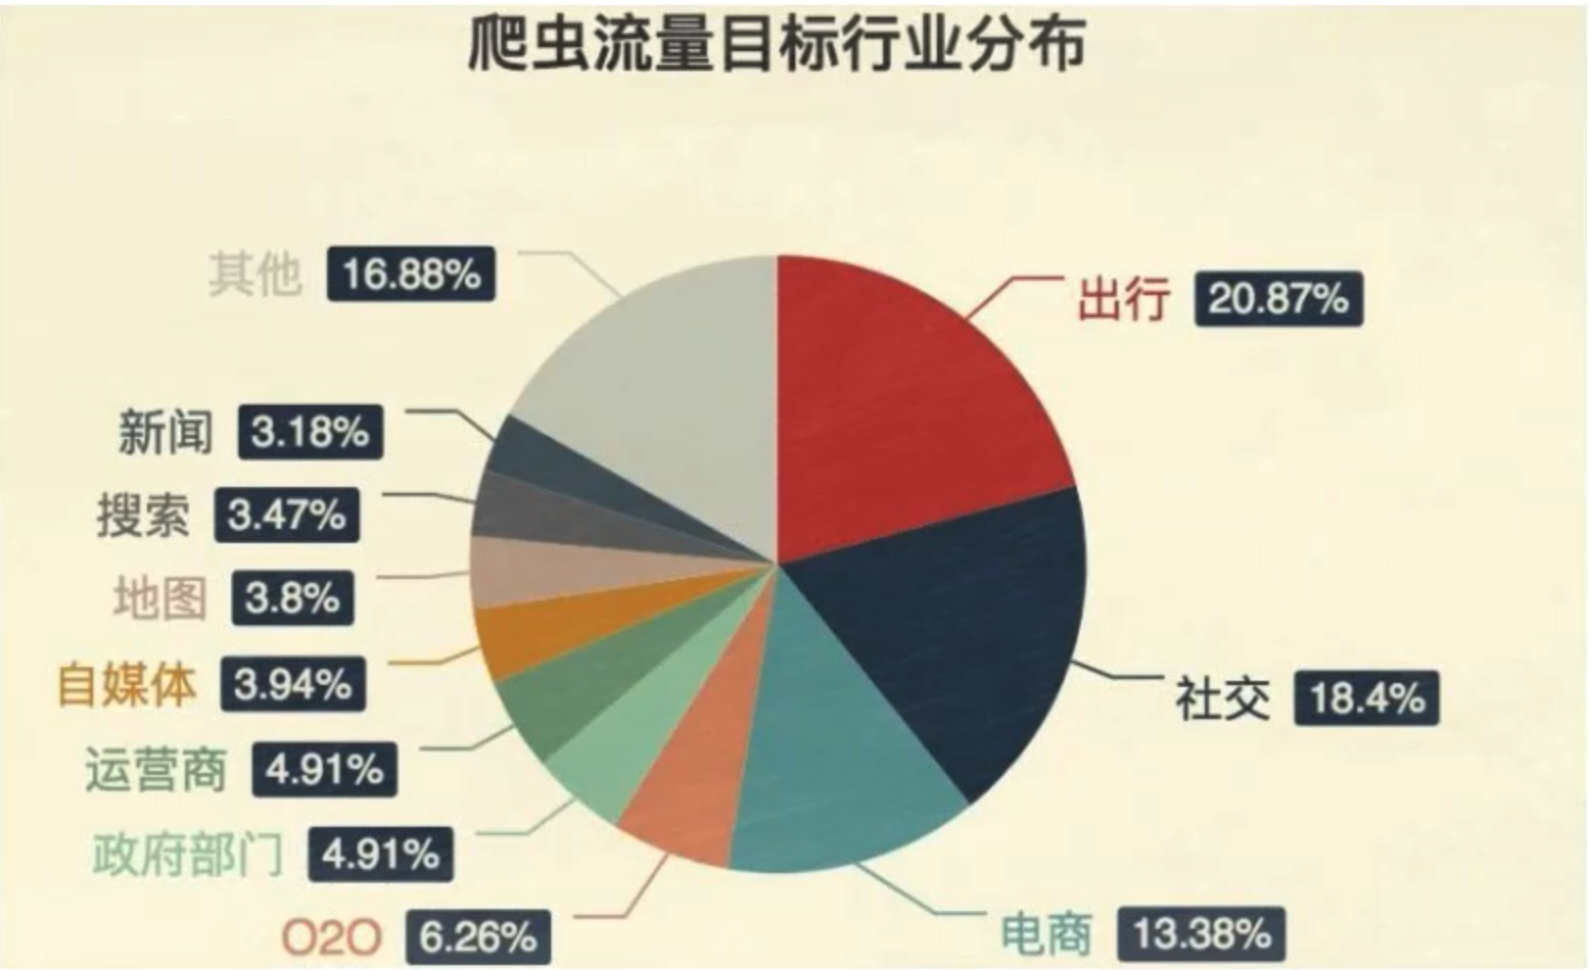 爬虫流量目标行业分布
其他 16.88%
出行 20.87%
新闻 3.18%
搜索 3.47%
地图 3.8%
自媒体 3.94%
社交 18.4%
运营商 4.91%
政府部门 4.91%
O2O 6.26%
电商 13.38%